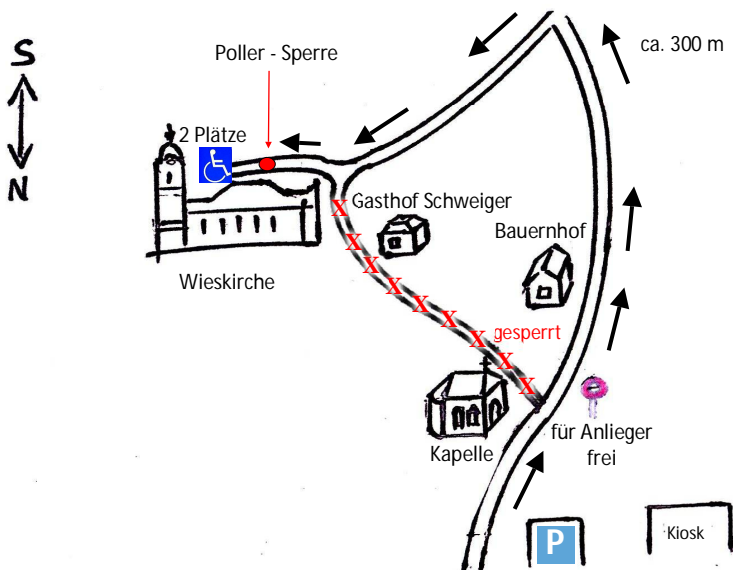 S
N
Poller - Sperre
ca. 300 m
2 Plätze
Gasthof Schweiger
Bauernhof
Wieskirche
X
X
X
X
X
X
X
gesperrt
X
X
für Anlieger
frei
Kapelle
P
Kiosk